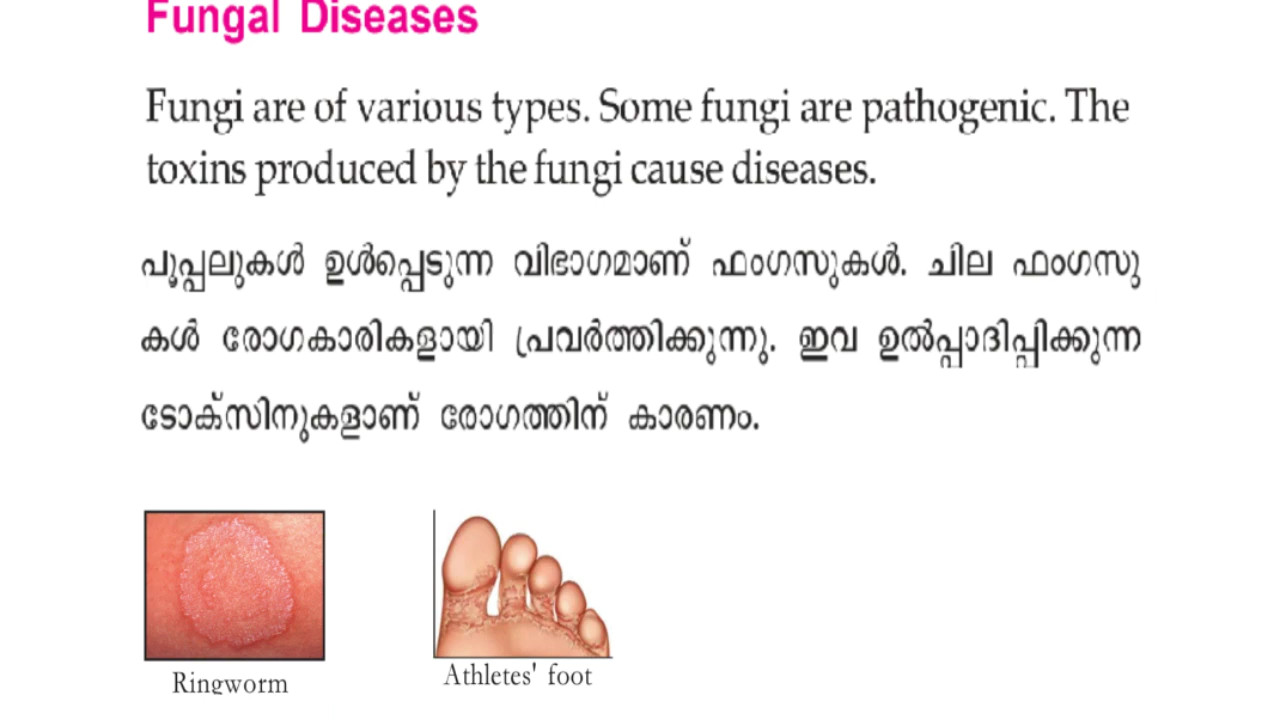 Fungal Diseases
Fungi are of various types. Some fungi are pathogenic. The
toxins produced by the fungi cause diseases.
പൂപ്പലുകൾ ഉൾപ്പെടുന്ന വിഭാഗമാണ് ഫംഗസുകൾ. ചില ഫംഗസു
കൾ രോഗകാരികളായി പ്രവർത്തിക്കുന്നു. ഇവ ഉൽപ്പാദിപ്പിക്കുന്ന
ടോക്സിനുകളാണ് രോഗത്തിന് കാരണം.
Ringworm
Athletes' foot